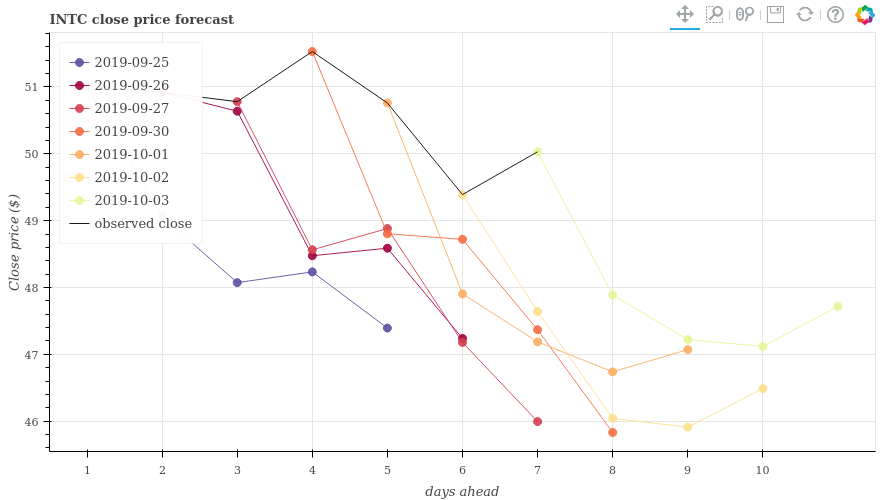 INTC close price forecast
2019-09-25
2019-09-26
2019-09-27
2019-09-30
2019-10-01
2019-10-02
2019-10-03
observed close
Close price ($)
51
50
49
48
47
46
1 2 3 4 5 6 7 8 9 10
days ahead